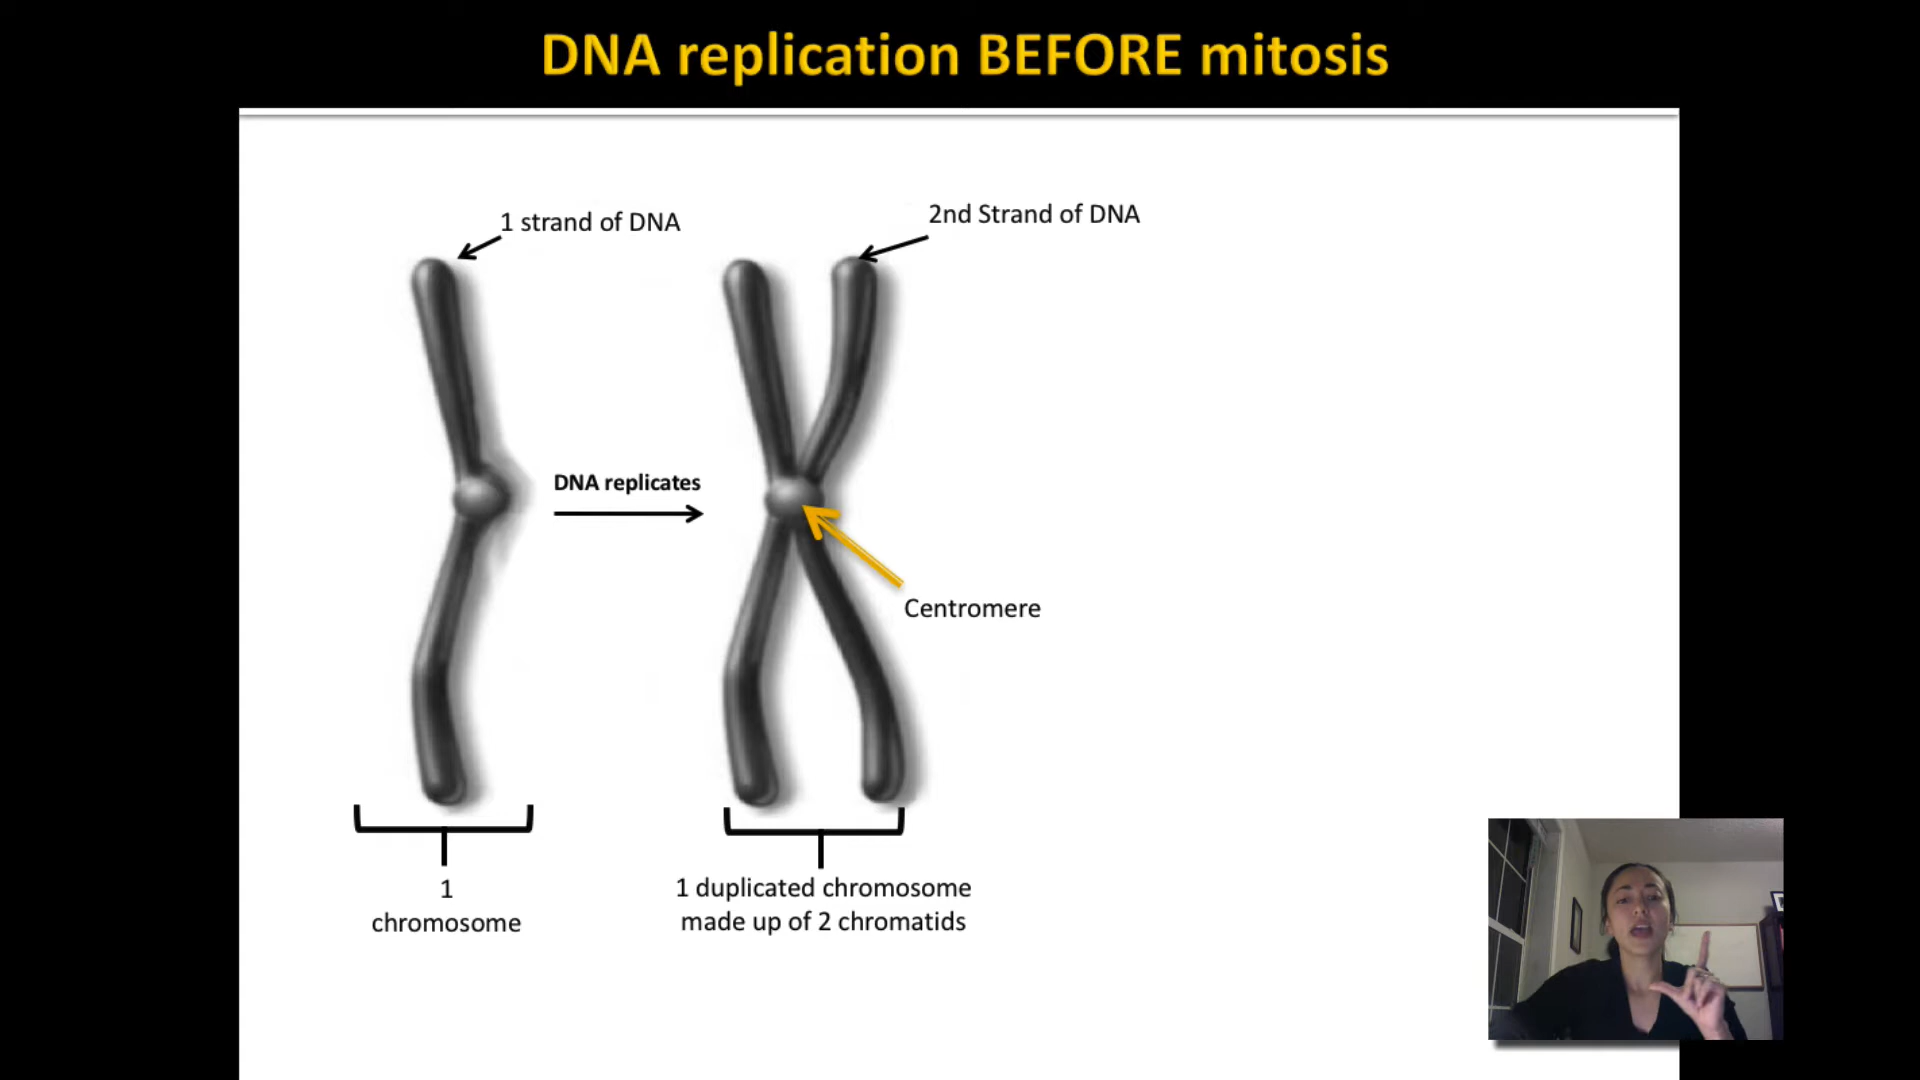 DNA replication BEFORE mitosis
1 strand of DNA
2nd Strand of DNA
DNA replicates
Centromere
1
chromosome
1 duplicated chromosome
made up of 2 chromatids